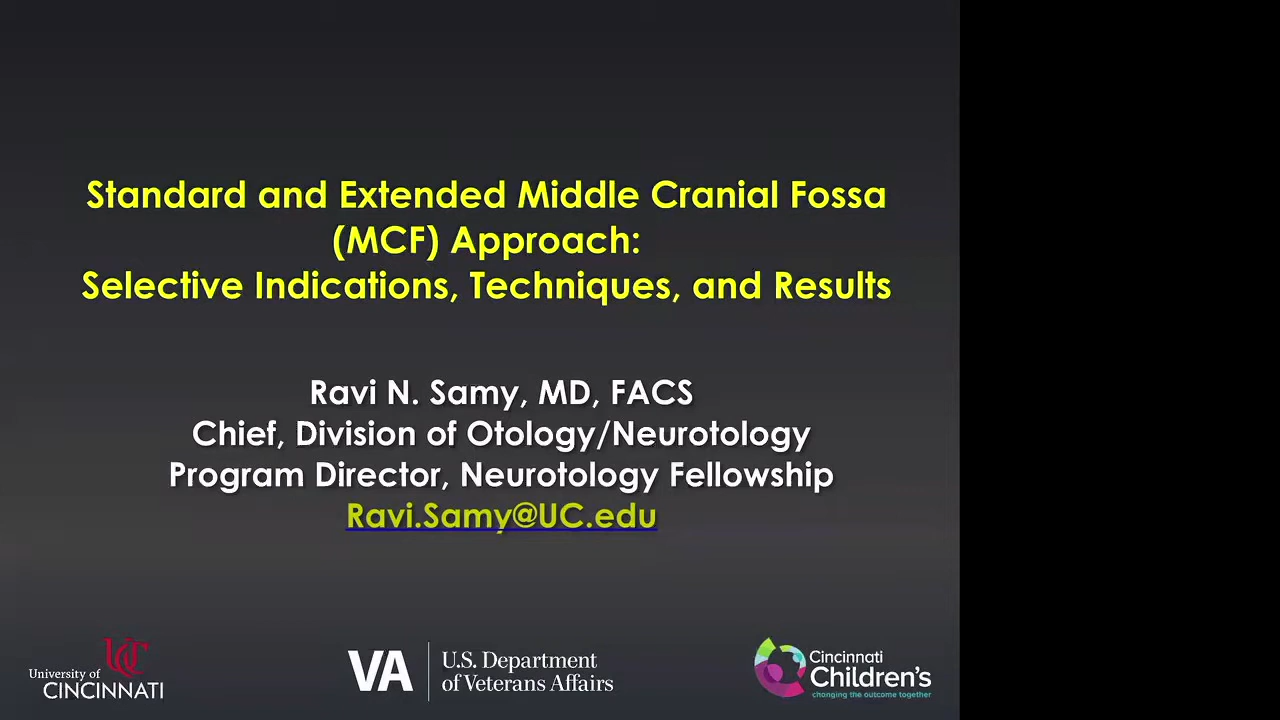 Standard and Extended Middle Cranial Fossa
(MCF) Approach:
Selective Indications, Techniques, and Results
Ravi N. Samy, MD, FACS
Chief, Division of Otology/Neurotology
Program Director, Neurotology Fellowship
Ravi.Samy@UC.edu
UC
University of
CINCINNATI
VA
U.S. Department
of Veterans Affairs
Cincinnati
Children's
changing the outcome together